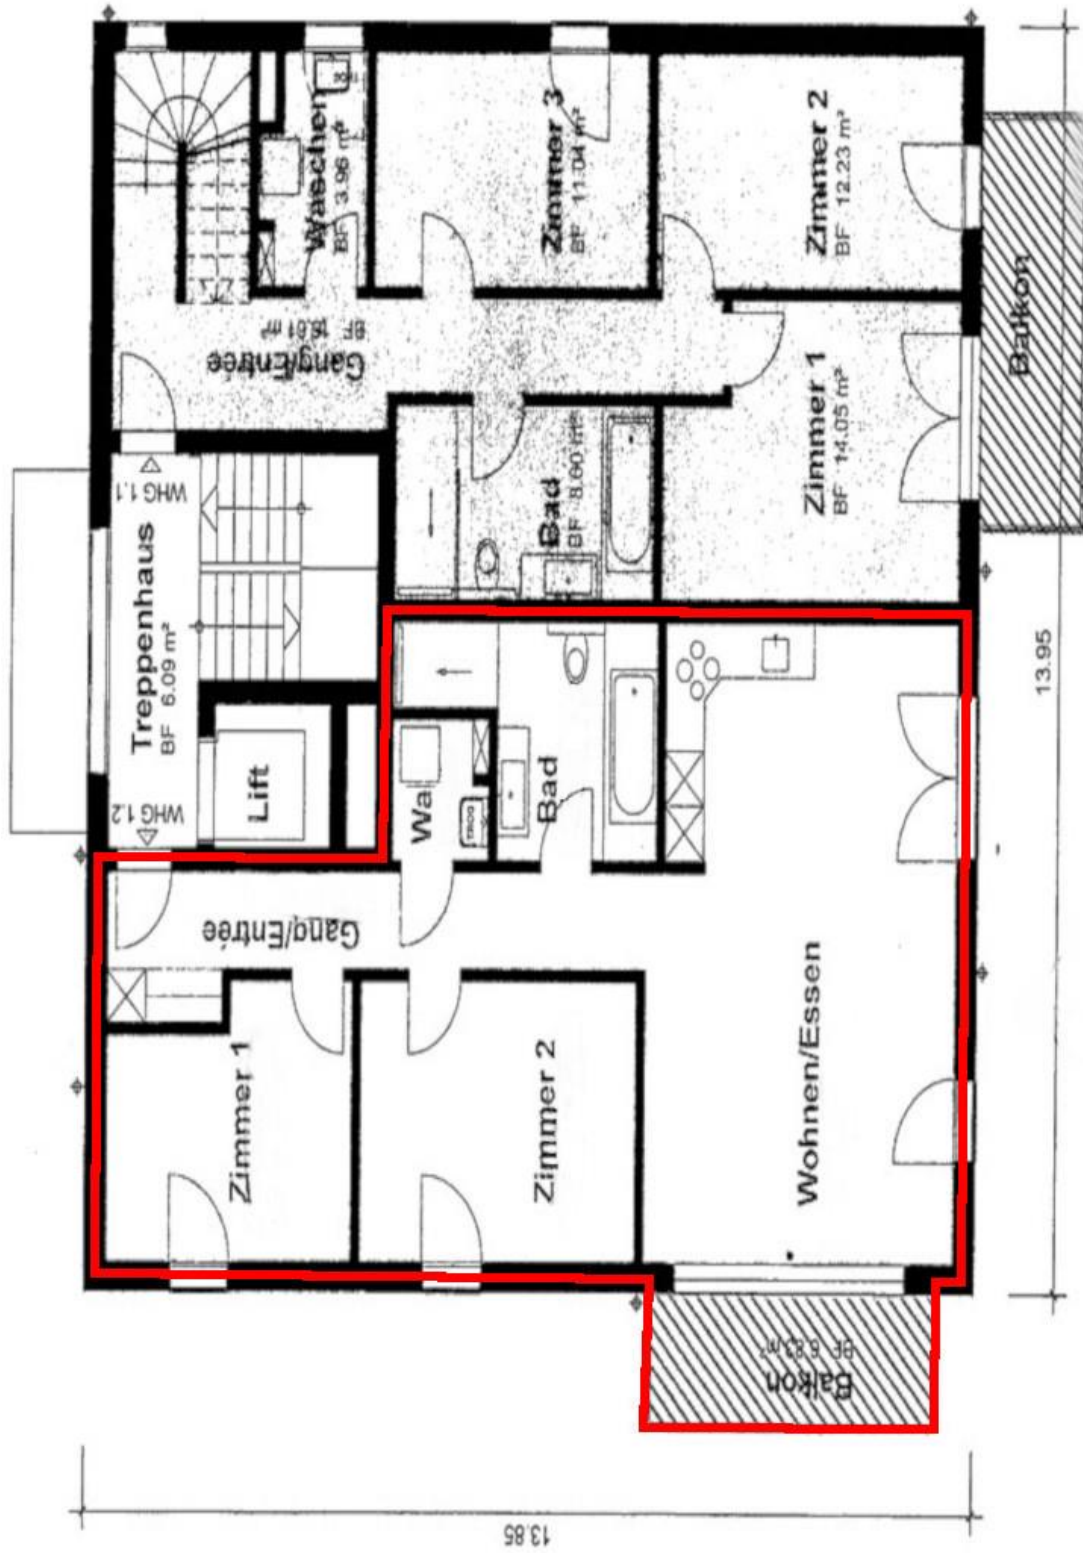 Waschen
BF 3.96 m²
TROG
Zimmer 3
BF 11.04 m²
Zimmer 2
BF 12.23 m²
Gang/Entrée
BF 15.61 m²
Zimmer 1
BF 14.05 m²
Balkon
Bad
BF 8.60 m²
WHG 1.1
Treppenhaus
BF 6.09 m²
WHG 1.2
Lift
Wa
TROG
Bad
Gang/Entrée
Zimmer 1
Zimmer 2
Wohnen/Essen
Balkon
BF 6.83 m²
13.95
13.85